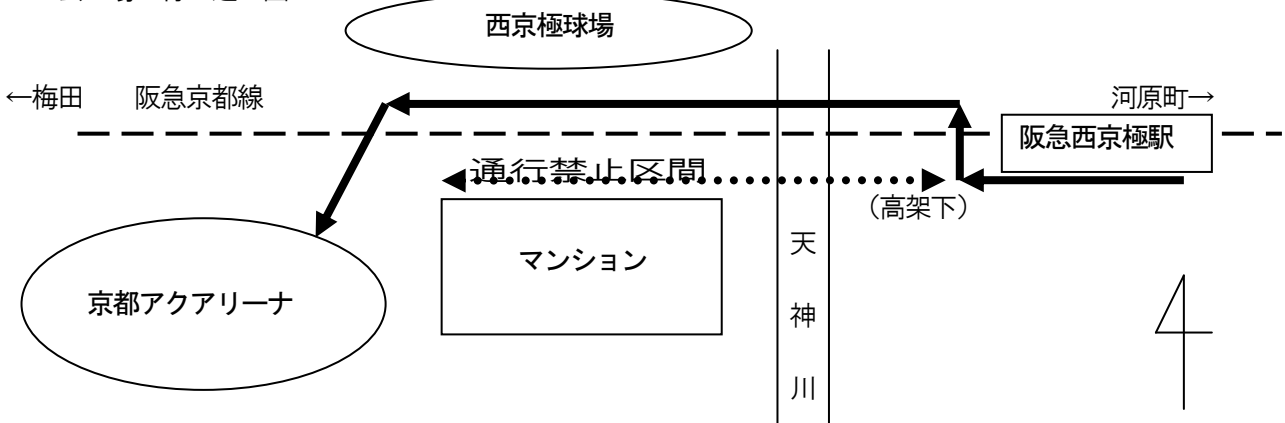 西京極球場
←梅田 阪急京都線 河原町→
阪急西京極駅
通行禁止区間
(高架下)
マンション
京都アクアリーナ
天神川